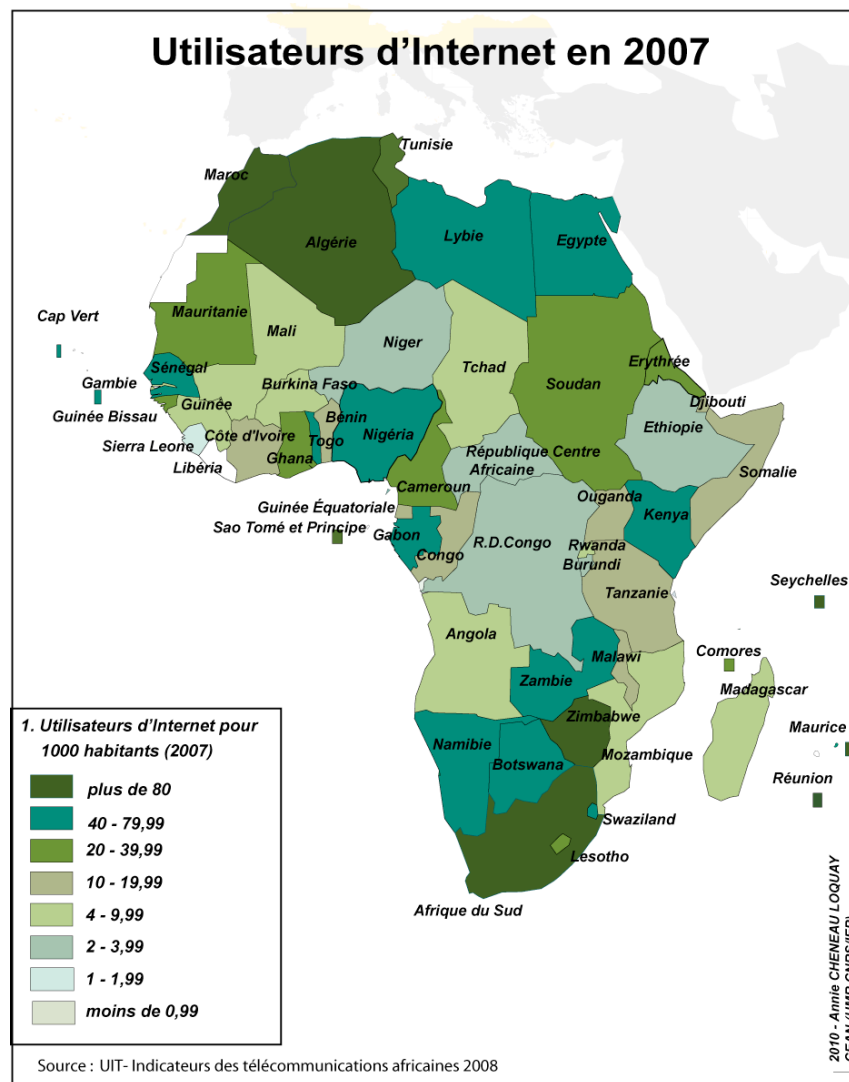 Utilisateurs d’Internet en 2007
Tunisie
Maroc
Algérie
Lybie
Egypte
Mauritanie
Cap Vert
Mali
Niger
Tchad
Soudan
Erythrée
Sénégal
Gambie
Burkina Faso
Djibouti
Guinée Bissau
Guinée
Bénin
Nigéria
Ethiopie
Sierra Leone
Côte d'Ivoire
Togo
Ghana
Libéria
République Centre
Africaine
Somalie
Cameroun
Guinée Équatoriale
Ouganda
Sao Tomé et Principe
Kenya
Gabon
Congo
R.D.Congo
Rwanda
Burundi
Seychelles
Tanzanie
Angola
Comores
Malawi
Zambie
Madagascar
Zimbabwe
Maurice
Namibie
Botswana
Mozambique
Réunion
Swaziland
Lesotho
Afrique du Sud
1. Utilisateurs d’Internet pour
1000 habitants (2007)
plus de 80
40 - 79,99
20 - 39,99
10 - 19,99
4 - 9,99
2 - 3,99
1 - 1,99
moins de 0,99
Source : UIT- Indicateurs des télécommunications africaines 2008
2010 - Annie CHENEAU LOQUAY